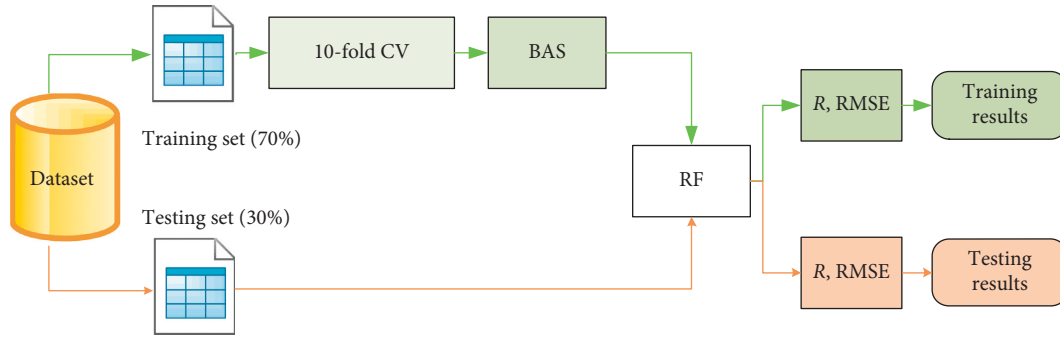 10-fold CV
BAS
Training set (70%)
Dataset
Testing set (30%)
RF
R, RMSE
Training
results
R, RMSE
Testing
results